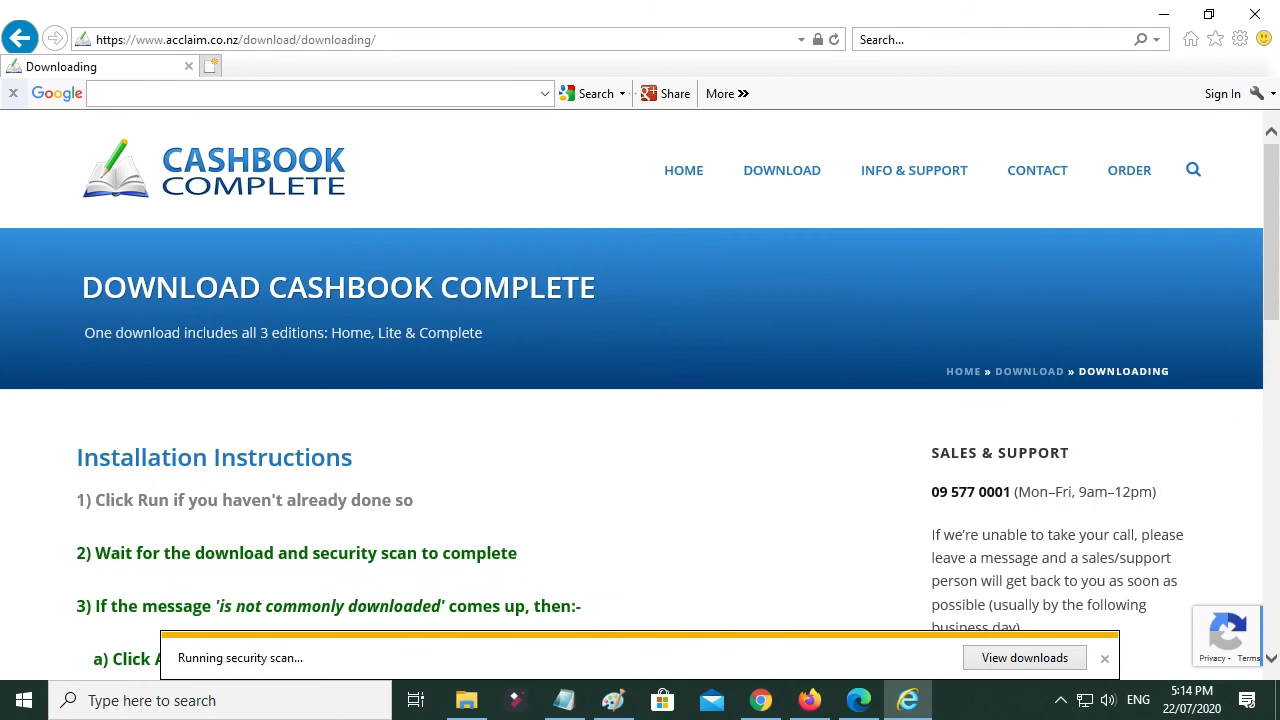 https://www.acclaim.co.nz/download/downloading/
Search...
Downloading
Google
Search
Share
More
Sign In
CASHBOOK
COMPLETE
HOME
DOWNLOAD
INFO & SUPPORT
CONTACT
ORDER
DOWNLOAD CASHBOOK COMPLETE
One download includes all 3 editions: Home, Lite & Complete
HOME » DOWNLOAD » DOWNLOADING
Installation Instructions
1) Click Run if you haven't already done so
2) Wait for the download and security scan to complete
3) If the message 'is not commonly downloaded' comes up, then:-
a) Click
SALES & SUPPORT
09 577 0001 (Mon–Fri, 9am–12pm)
If we’re unable to take your call, please
leave a message and a sales/support
person will get back to you as soon as
possible (usually by the following
business day)
Privacy - Terms
Running security scan...
View downloads
Type here to search
ENG
5:14 PM
22/07/2020